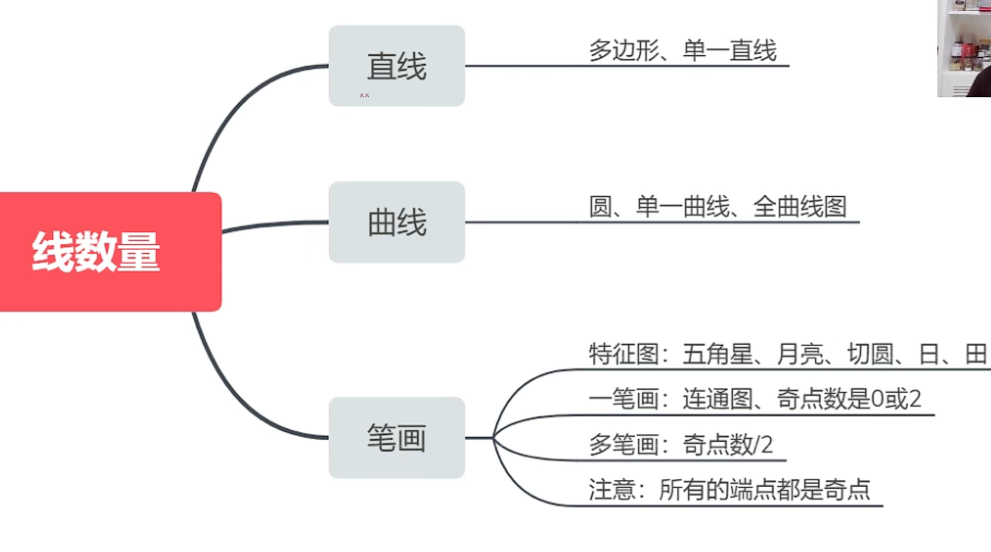 线数量
直线
多边形、单一直线
曲线
圆、单一曲线、全曲线图
笔画
特征图：五角星、月亮、切圆、日、田
一笔画：连通图、奇点数是0或2
多笔画：奇点数/2
注意：所有的端点都是奇点